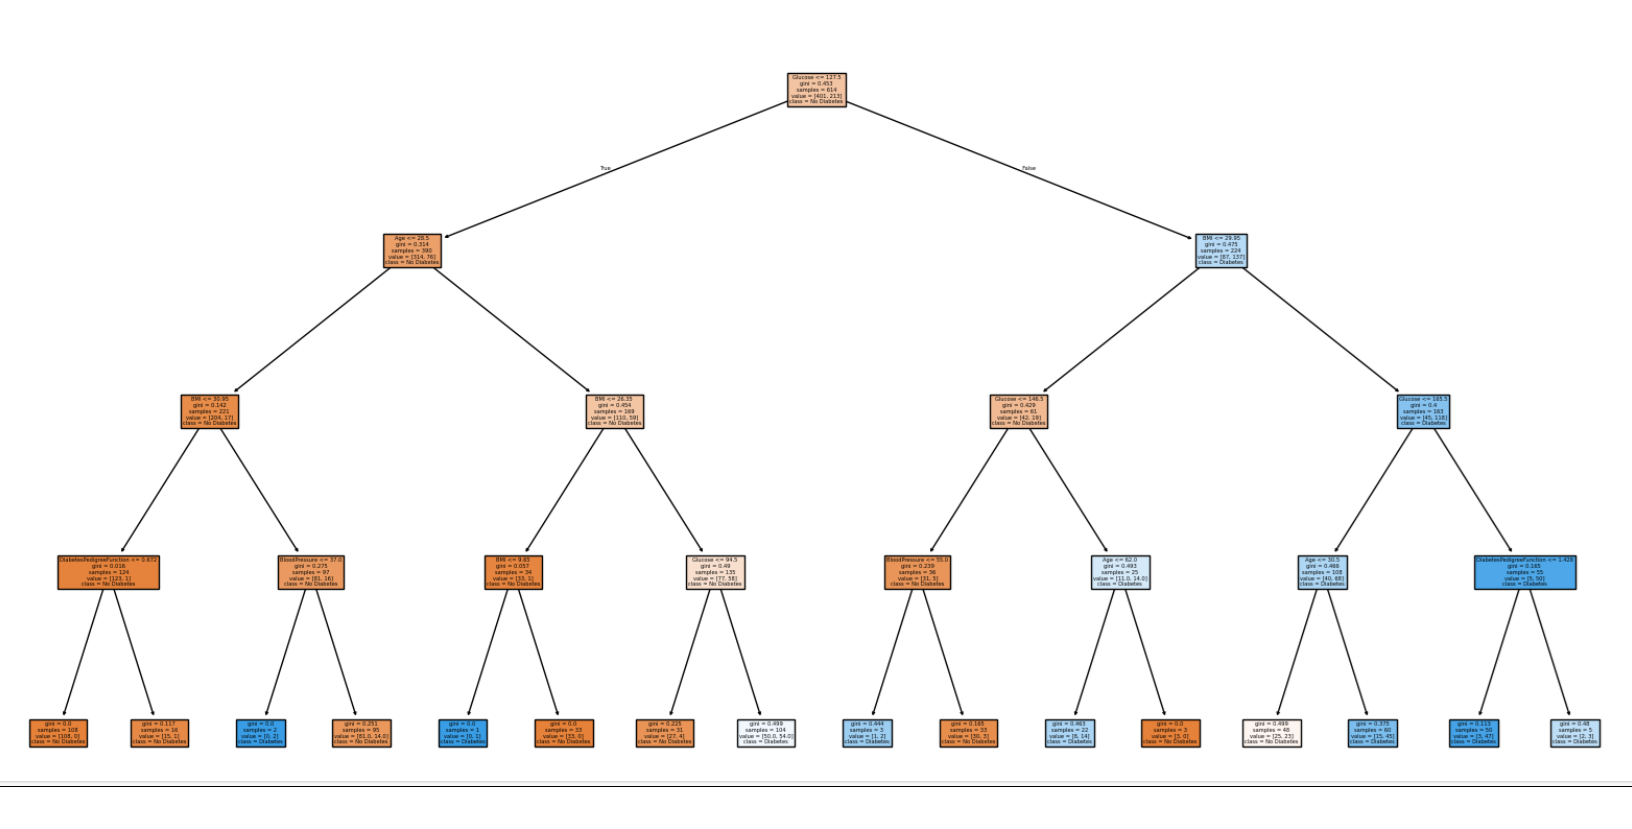 Glucose <= 127.5
gini = 0.453
samples = 614
value = [401, 213]
class = No Diabetes
True
False
Age <= 28.5
gini = 0.314
samples = 390
value = [314, 76]
class = No Diabetes
BMI <= 29.95
gini = 0.475
samples = 224
value = [87, 137]
class = Diabetes
BMI <= 30.95
gini = 0.142
samples = 221
value = [204, 17]
class = No Diabetes
BMI <= 26.35
gini = 0.454
samples = 169
value = [110, 59]
class = No Diabetes
Glucose <= 146.5
gini = 0.429
samples = 61
value = [42, 19]
class = No Diabetes
Glucose <= 165.5
gini = 0.4
samples = 163
value = [45, 118]
class = Diabetes
DiabetesPedigreeFunction <= 0.672
gini = 0.016
samples = 124
value = [123, 1]
class = No Diabetes
BloodPressure <= 37.0
gini = 0.275
samples = 97
value = [81, 16]
class = No Diabetes
BMI <= 9.65
gini = 0.057
samples = 34
value = [33, 1]
class = No Diabetes
Glucose <= 94.5
gini = 0.49
samples = 135
value = [77, 58]
class = No Diabetes
BloodPressure <= 55.0
gini = 0.239
samples = 36
value = [31, 5]
class = No Diabetes
Age <= 62.0
gini = 0.493
samples = 25
value = [11.0, 14.0]
class = Diabetes
Age <= 30.5
gini = 0.466
samples = 108
value = [40, 68]
class = Diabetes
DiabetesPedigreeFunction <= 1.428
gini = 0.165
samples = 55
value = [5, 50]
class = Diabetes
gini = 0.0
samples = 108
value = [108, 0]
class = No Diabetes
gini = 0.117
samples = 16
value = [15, 1]
class = No Diabetes
gini = 0.0
samples = 2
value = [0, 2]
class = Diabetes
gini = 0.251
samples = 95
value = [81.0, 14.0]
class = No Diabetes
gini = 0.0
samples = 1
value = [0, 1]
class = Diabetes
gini = 0.0
samples = 33
value = [33, 0]
class = No Diabetes
gini = 0.225
samples = 31
value = [27, 4]
class = No Diabetes
gini = 0.499
samples = 104
value = [50.0, 54.0]
class = Diabetes
gini = 0.444
samples = 3
value = [1, 2]
class = Diabetes
gini = 0.165
samples = 33
value = [30, 3]
class = No Diabetes
gini = 0.463
samples = 22
value = [8, 14]
class = Diabetes
gini = 0.0
samples = 3
value = [3, 0]
class = No Diabetes
gini = 0.499
samples = 48
value = [25, 23]
class = No Diabetes
gini = 0.375
samples = 60
value = [15, 45]
class = Diabetes
gini = 0.113
samples = 50
value = [3, 47]
class = Diabetes
gini = 0.48
samples = 5
value = [2, 3]
class = Diabetes